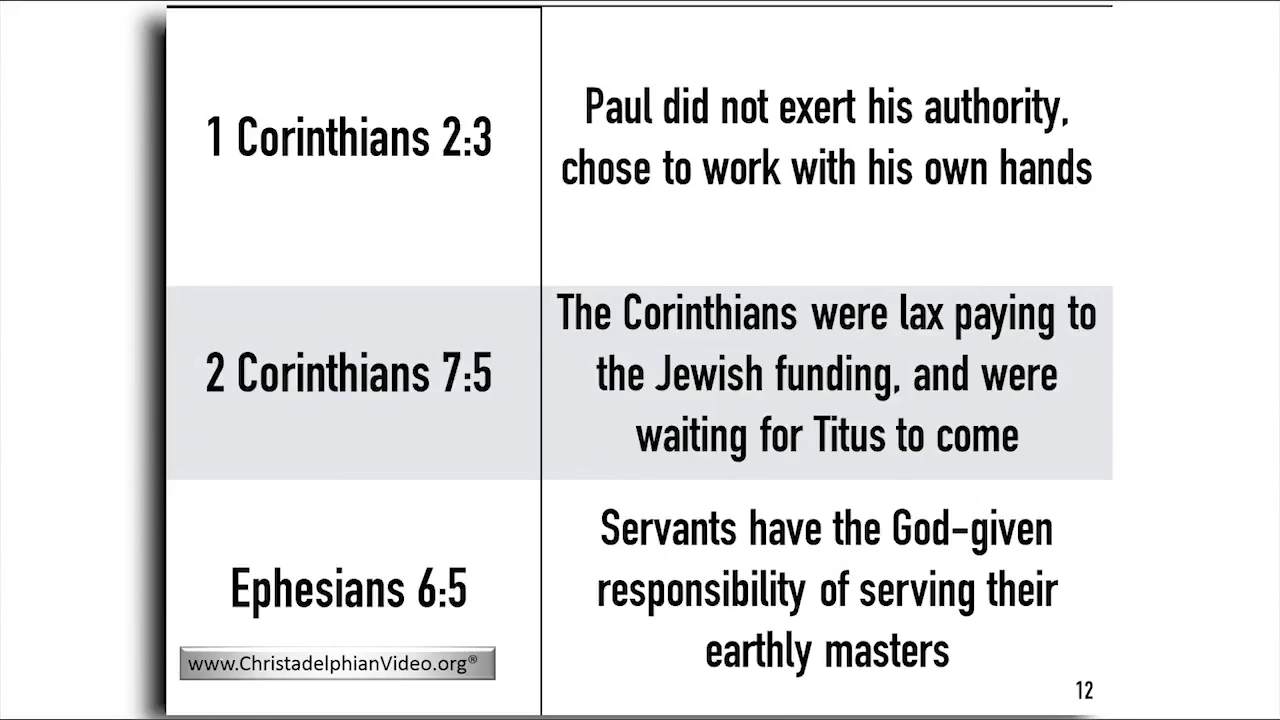 1 Corinthians 2:3
Paul did not exert his authority,
chose to work with his own hands
2 Corinthians 7:5
The Corinthians were lax paying to
the Jewish funding, and were
waiting for Titus to come
Ephesians 6:5
Servants have the God-given
responsibility of serving their
earthly masters
www.ChristadelphianVideo.org®
12